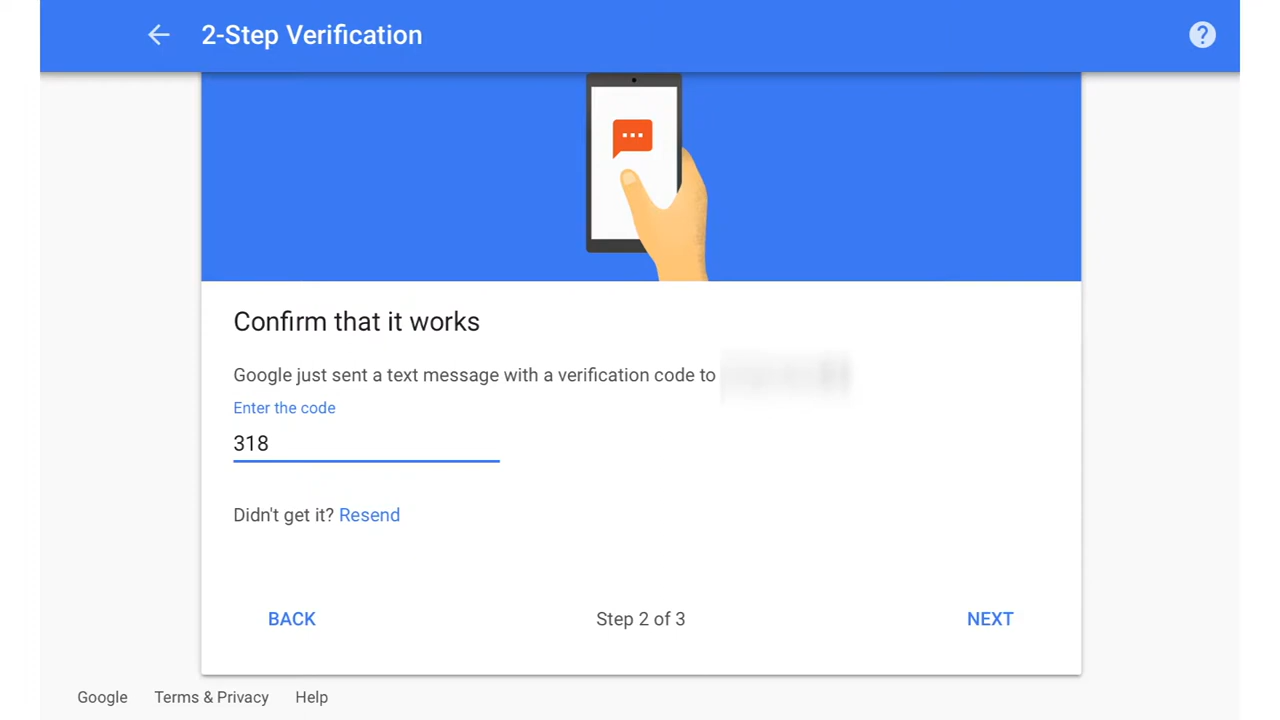 2-Step Verification
?
Confirm that it works
Google just sent a text message with a verification code to
Enter the code
318
Didn't get it? Resend
BACK Step 2 of 3 NEXT
Google Terms & Privacy Help